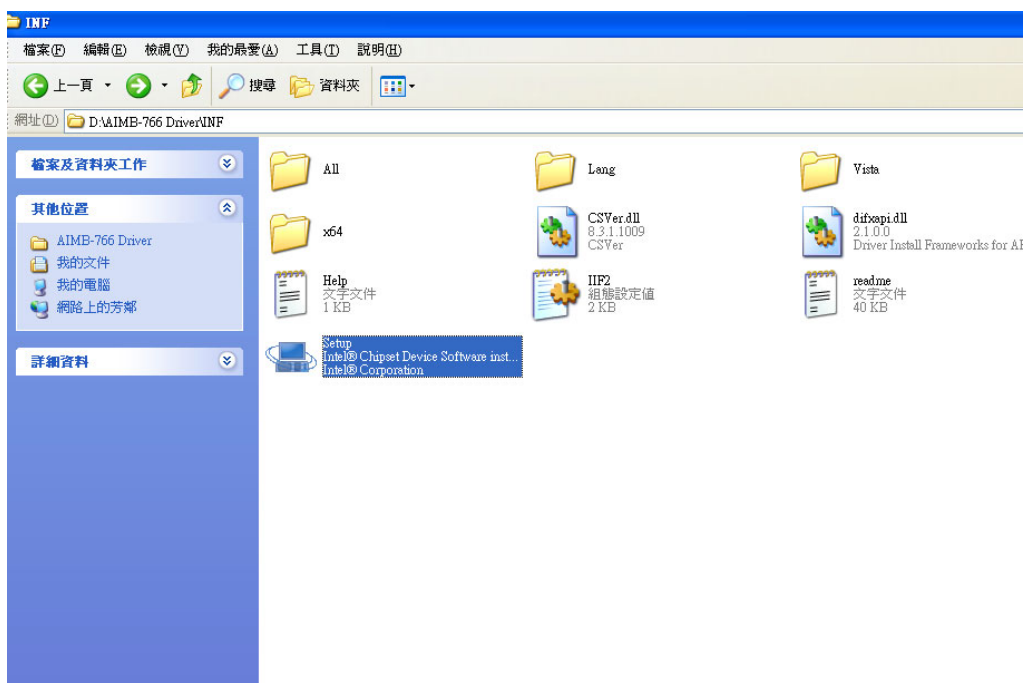 INF
檔案(F) 編輯(E) 檢視(V) 我的最愛(A) 工具(T) 說明(H)
上一頁 搜尋 資料夾
網址(D) D:\AIMB-766 Driver\INF
檔案及資料夾工作
其他位置
AIMB-766 Driver
我的文件
我的電腦
網路上的芳鄰
詳細資料
All
Lang
Vista
x64
CSVer.dll
8.3.1.1009
CSVer
difxapi.dll
2.1.0.0
Driver Install Frameworks for AP
Help
文字文件
1 KB
IIF2
組態設定值
2 KB
readme
文字文件
40 KB
Setup
Intel® Chipset Device Software inst...
Intel® Corporation